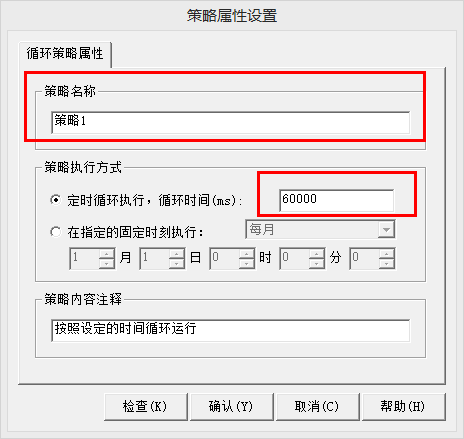 策略属性设置
循环策略属性
策略名称
策略1
策略执行方式
定时循环执行，循环时间(ms): 60000
在指定的固定时刻执行: 每月
1 月 1 日 0 时 0 分 0
策略内容注释
按照设定的时间循环运行
检查(K) 确认(Y) 取消(C) 帮助(H)